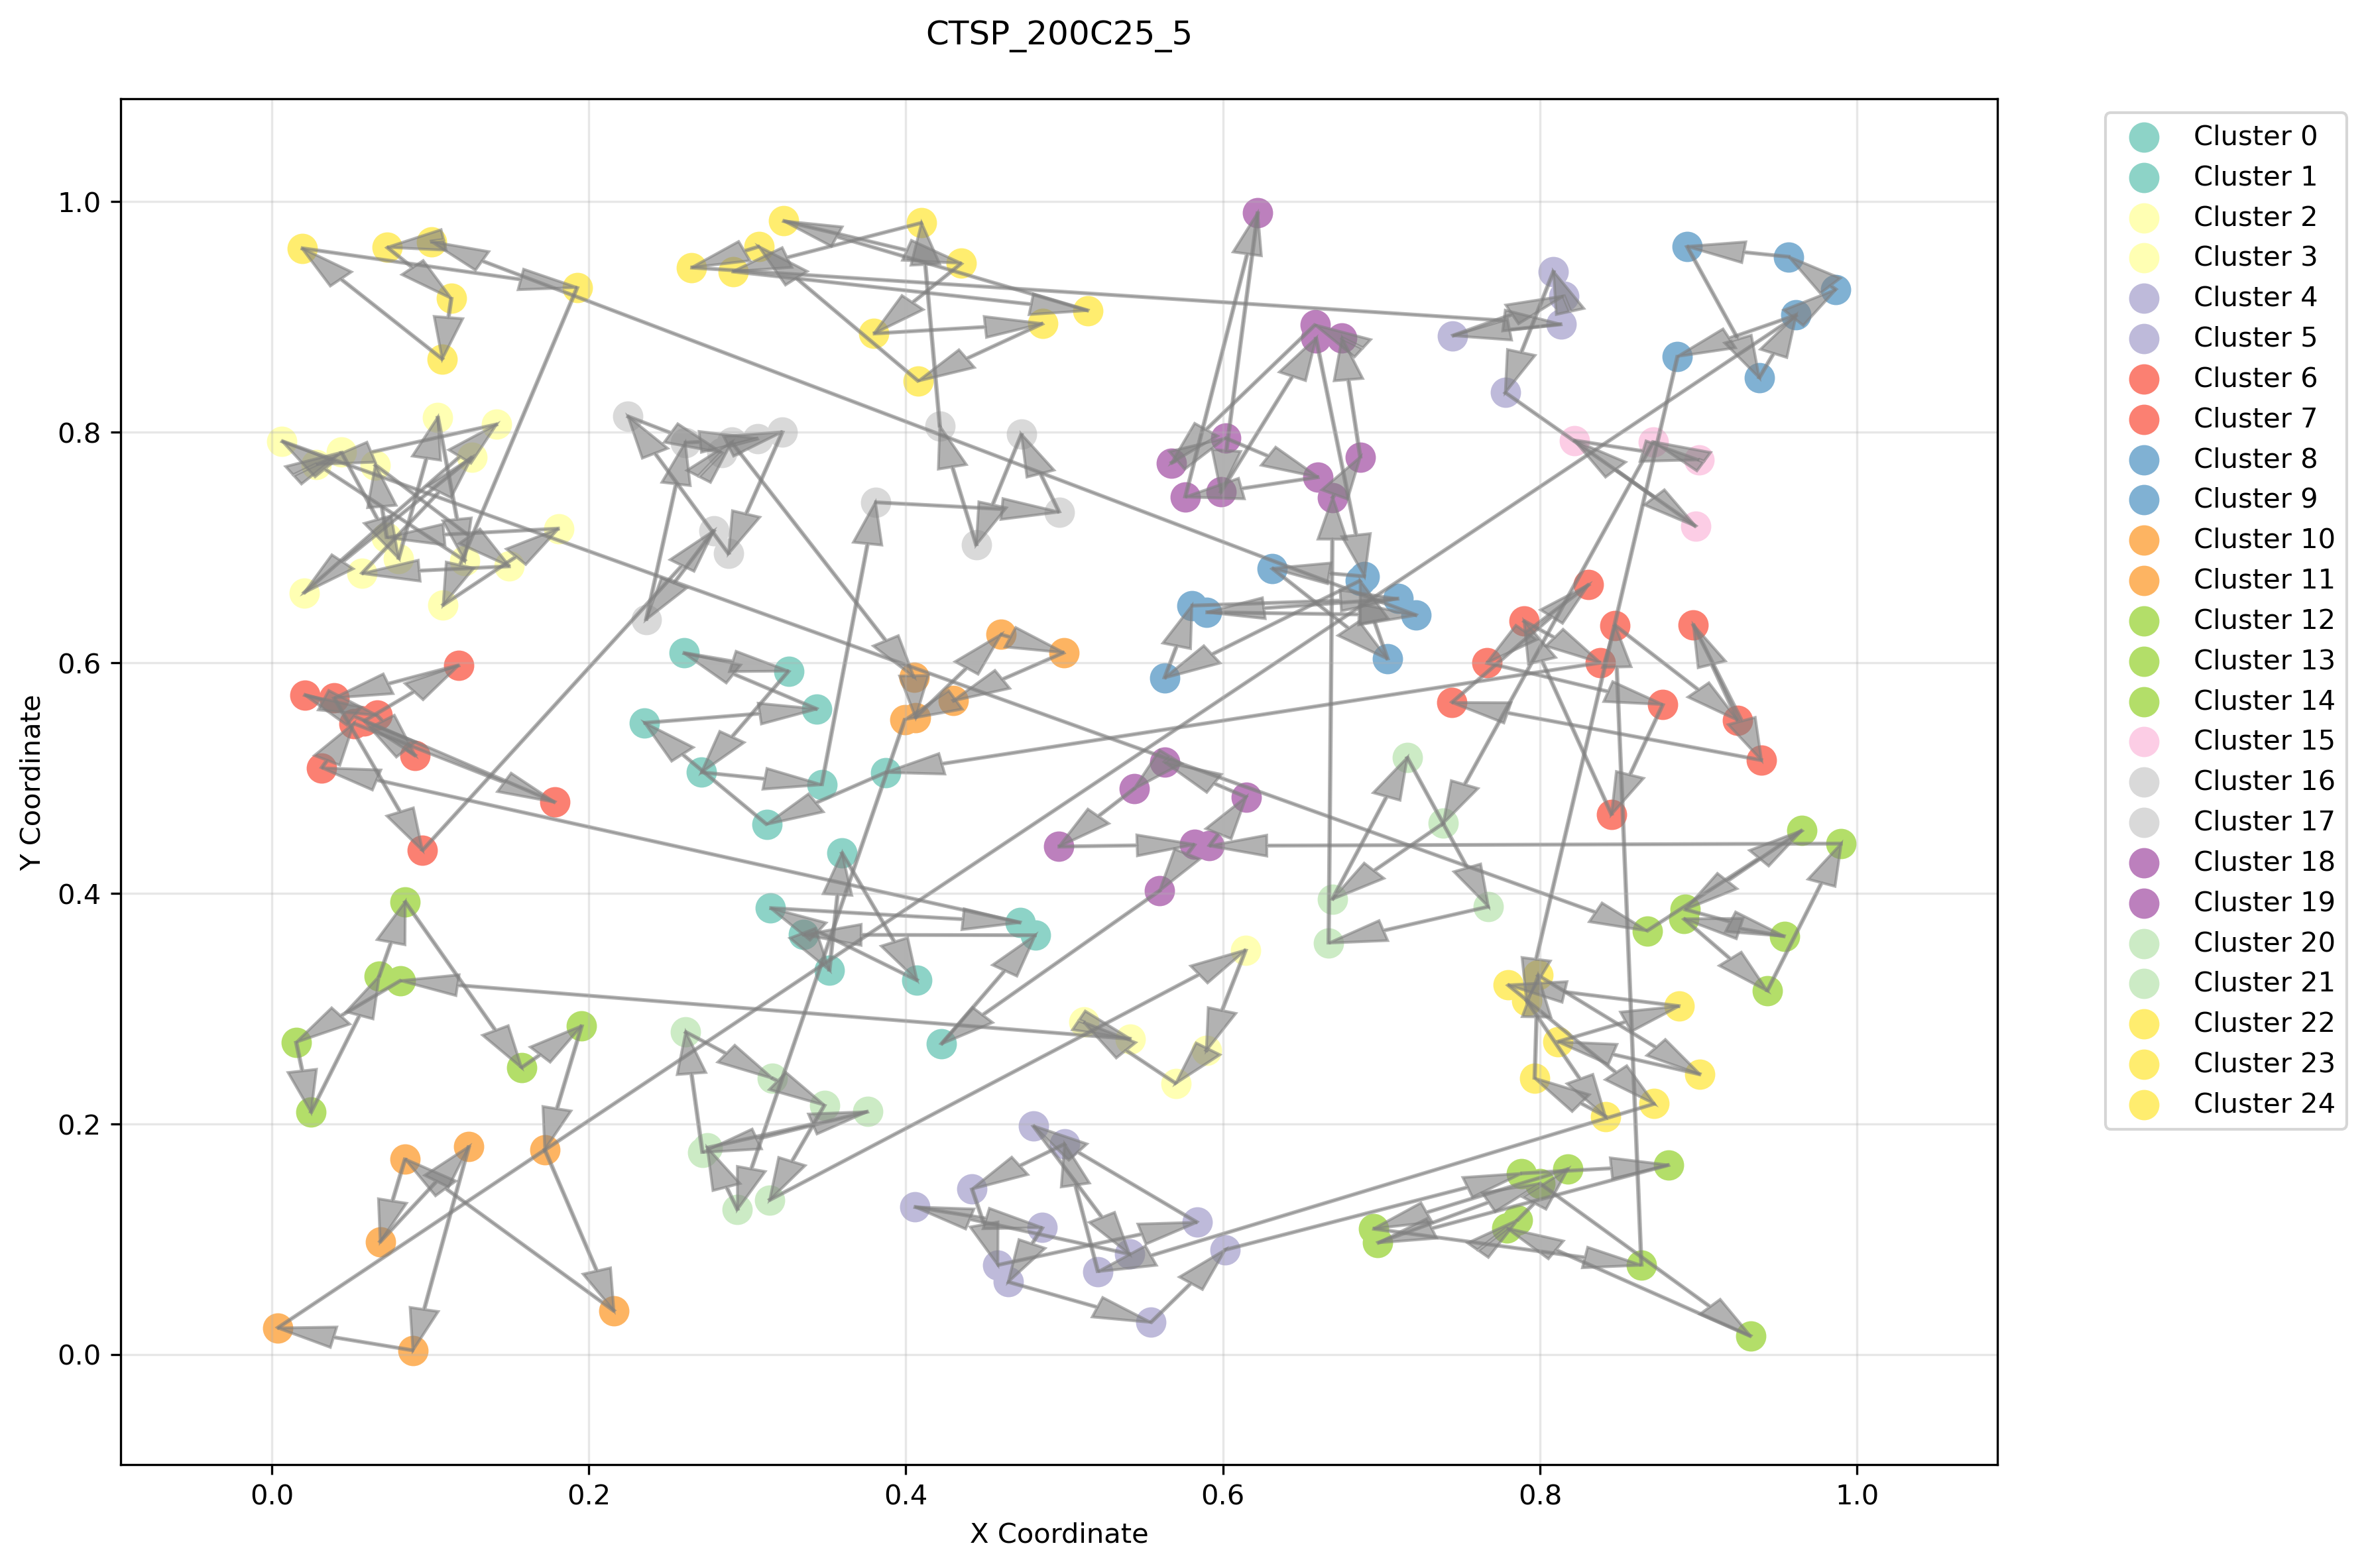 CTSP_200C25_5
1.0
0.8
0.6
0.4
0.2
0.0
Y Coordinate
0.0 0.2 0.4 0.6 0.8 1.0
X Coordinate
Cluster 0
Cluster 1
Cluster 2
Cluster 3
Cluster 4
Cluster 5
Cluster 6
Cluster 7
Cluster 8
Cluster 9
Cluster 10
Cluster 11
Cluster 12
Cluster 13
Cluster 14
Cluster 15
Cluster 16
Cluster 17
Cluster 18
Cluster 19
Cluster 20
Cluster 21
Cluster 22
Cluster 23
Cluster 24